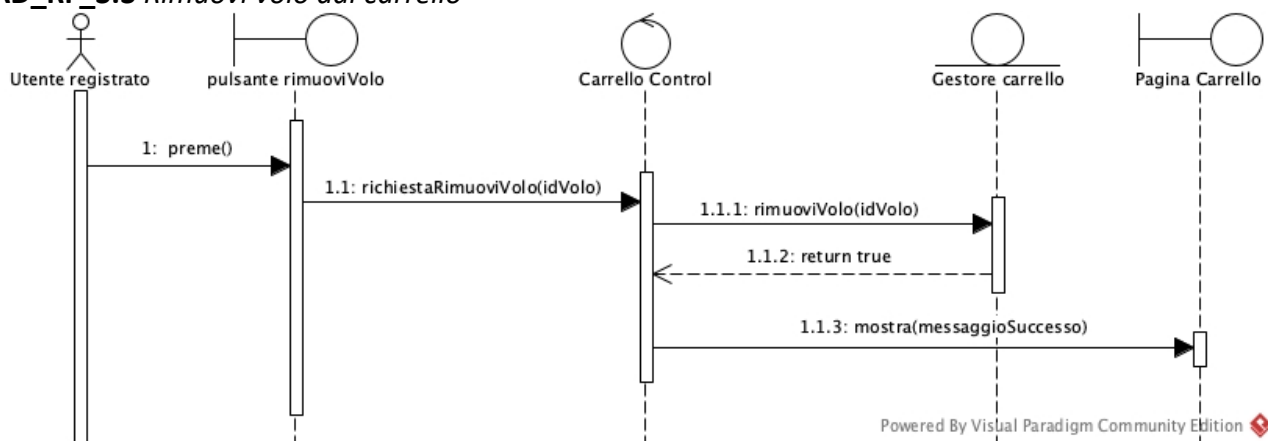 Rimuovi volo dal carrello
Utente registrato
pulsante rimuoviVolo
Carrello Control
Gestore carrello
Pagina Carrello
1: preme()
1.1: richiestaRimuoviVolo(idVolo)
1.1.1: rimuoviVolo(idVolo)
1.1.2: return true
1.1.3: mostra(messaggioSuccesso)
Powered By Visual Paradigm Community Edition